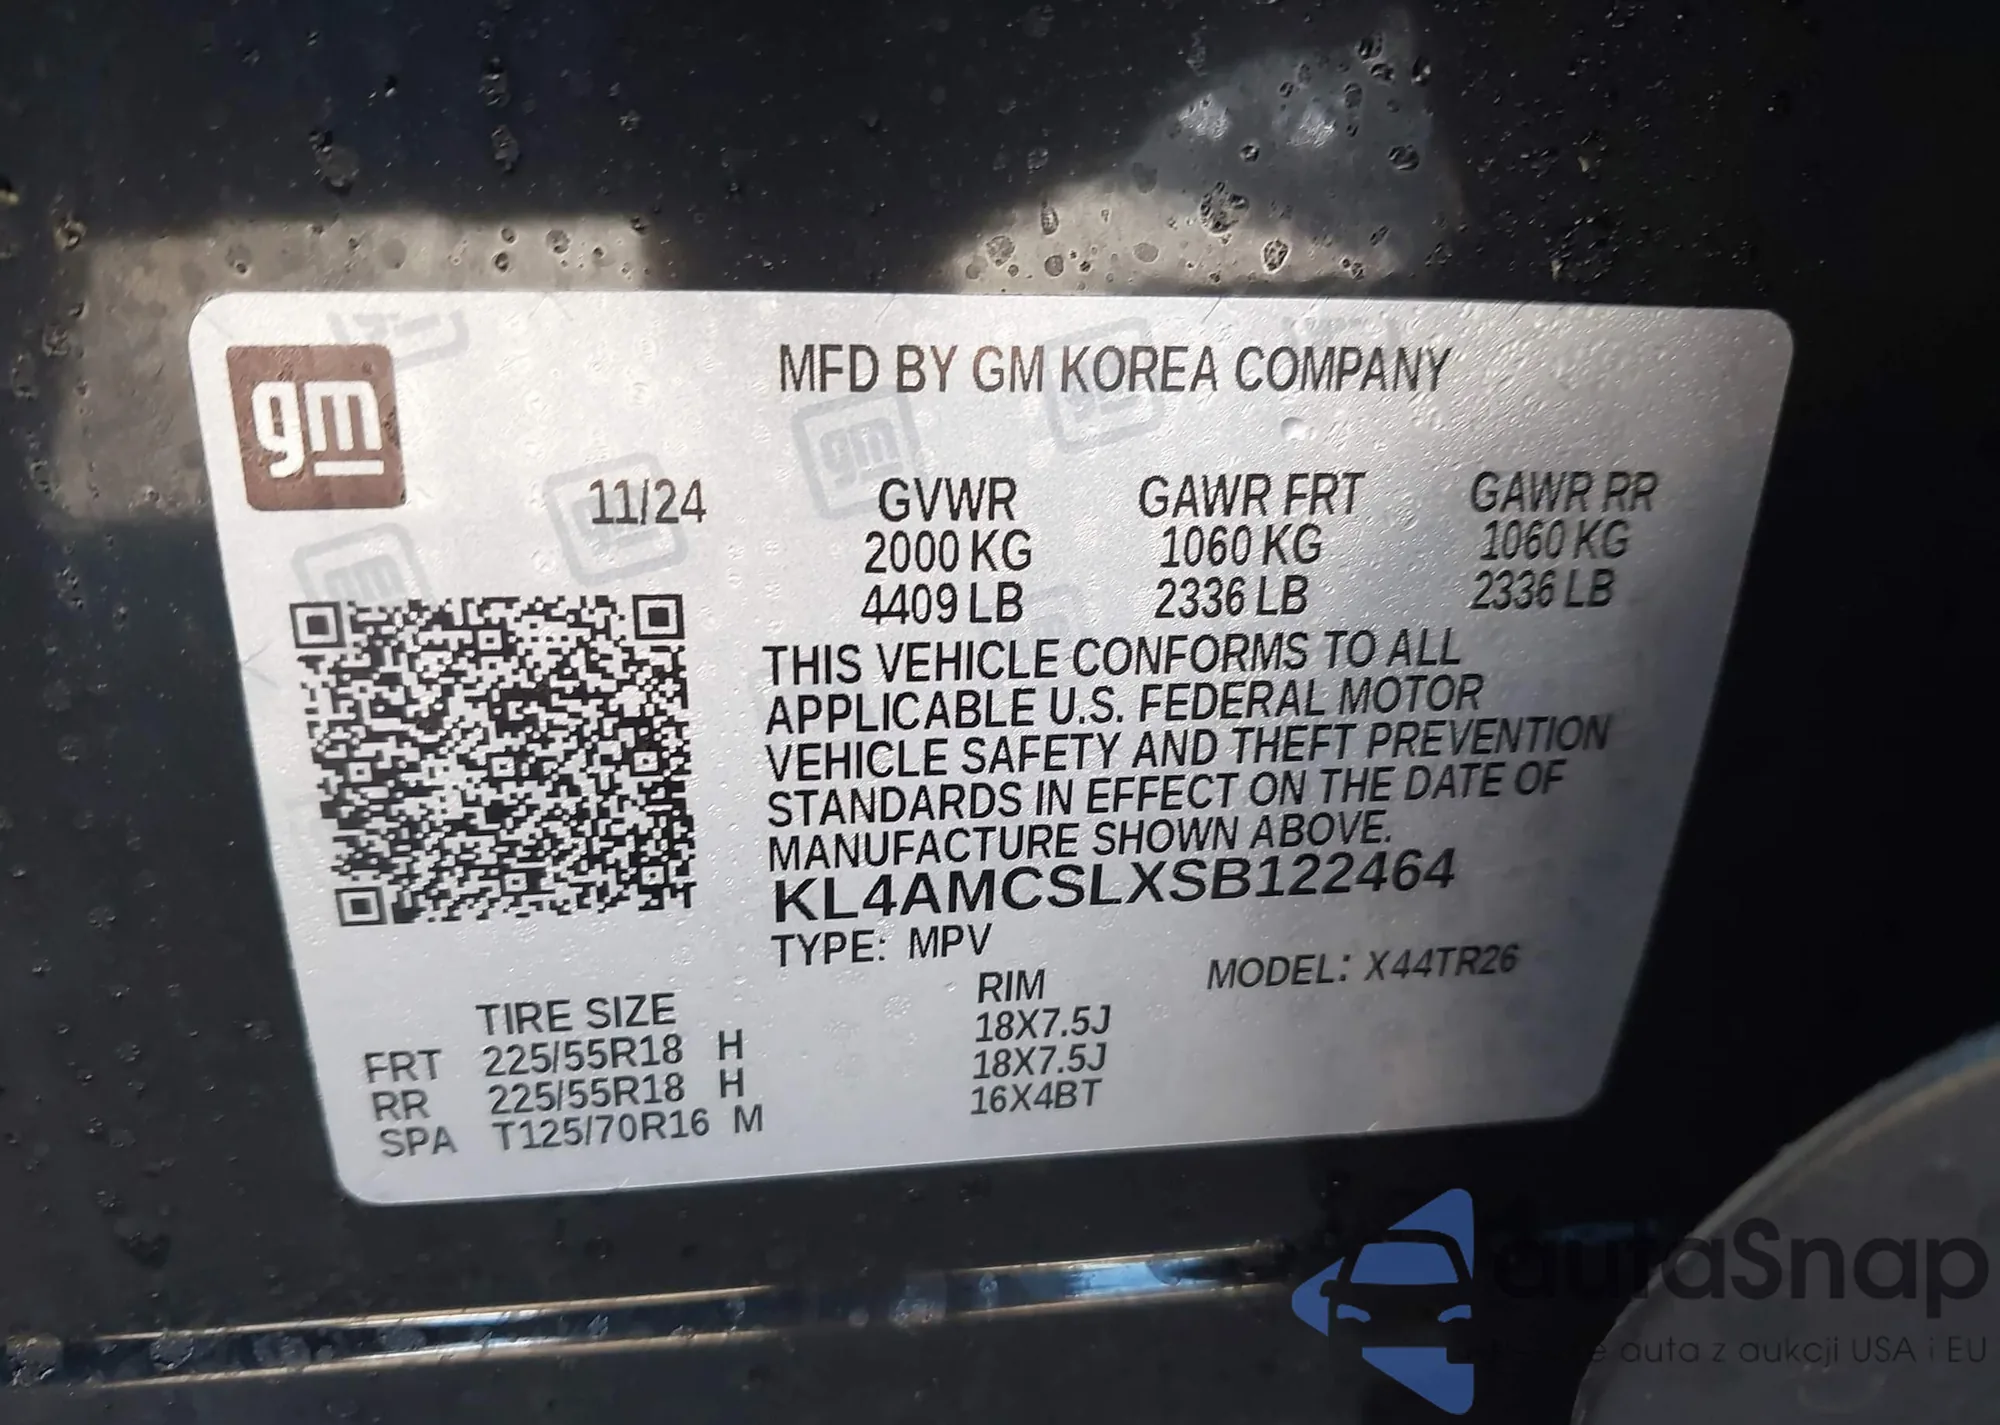 gm
MFD BY GM KOREA COMPANY
11/24
GVWR GAWR FRT GAWR RR
2000 KG 1060 KG 1060 KG
4409 LB 2336 LB 2336 LB
THIS VEHICLE CONFORMS TO ALL
APPLICABLE U.S. FEDERAL MOTOR
VEHICLE SAFETY AND THEFT PREVENTION
STANDARDS IN EFFECT ON THE DATE OF
MANUFACTURE SHOWN ABOVE.
KL4AMCSLXSB122464
TYPE: MPV MODEL: X44TR26
TIRE SIZE RIM
FRT 225/55R18 H 18X7.5J
RR 225/55R18 H 18X7.5J
SPA T125/70R16 M 16X4BT
autaSnap
auta z aukcji USA i EU